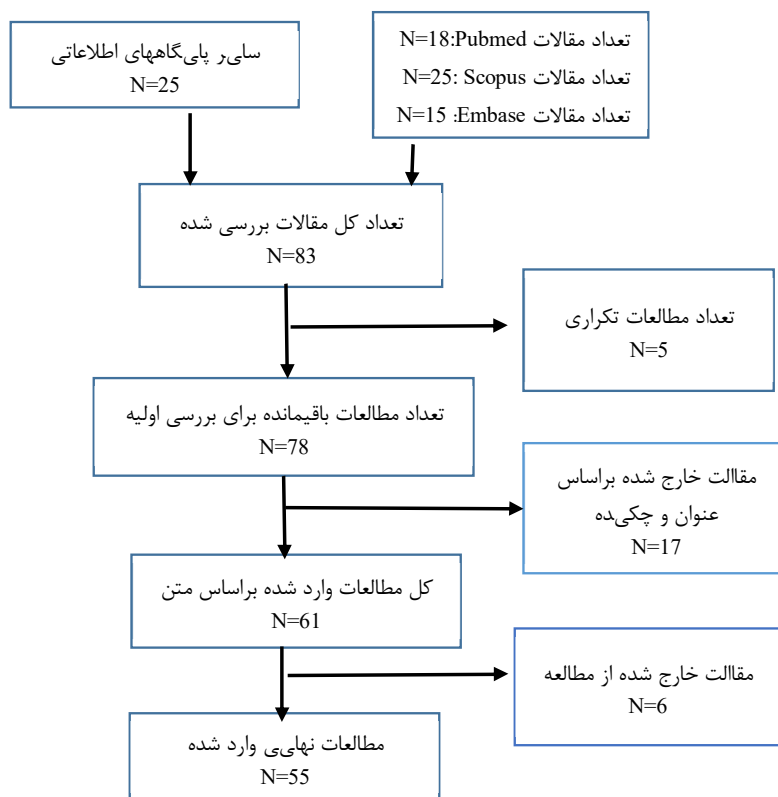 سایر پایگاههای اطلاعاتی
N=25
تعداد مقالات N=18:Pubmed
تعداد مقالات N=25: Scopus
تعداد مقالات N=15 :Embase
تعداد کل مقالات بررسی شده
N=83
تعداد مطالعات تکراری
N=5
تعداد مطالعات باقیمانده برای بررسی اولیه
N=78
مقاالت خارج شده براساس
عنوان و چکیده
N=17
کل مطالعات وارد شده براساس متن
N=61
مقاالت خارج شده از مطالعه
N=6
مطالعات نهایی وارد شده
N=55